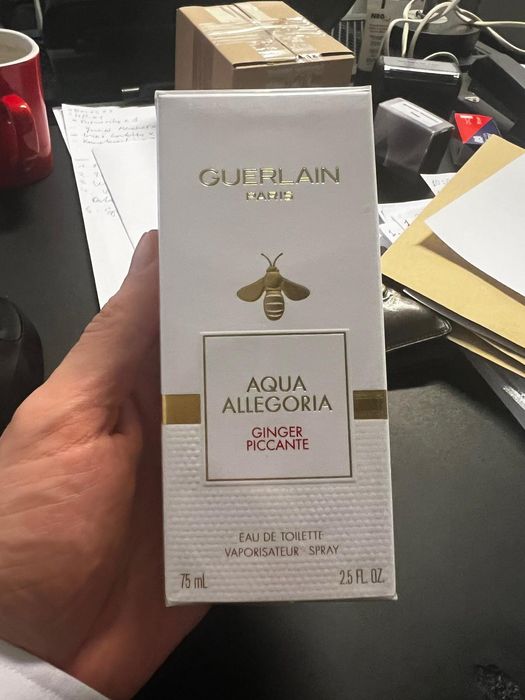 GUERLAIN
PARIS
AQUA
ALLEGORIA
GINGER
PICCANTE
EAU DE TOILETTE
VAPORISATEUR SPRAY
75 mL 2.5 FL. OZ.